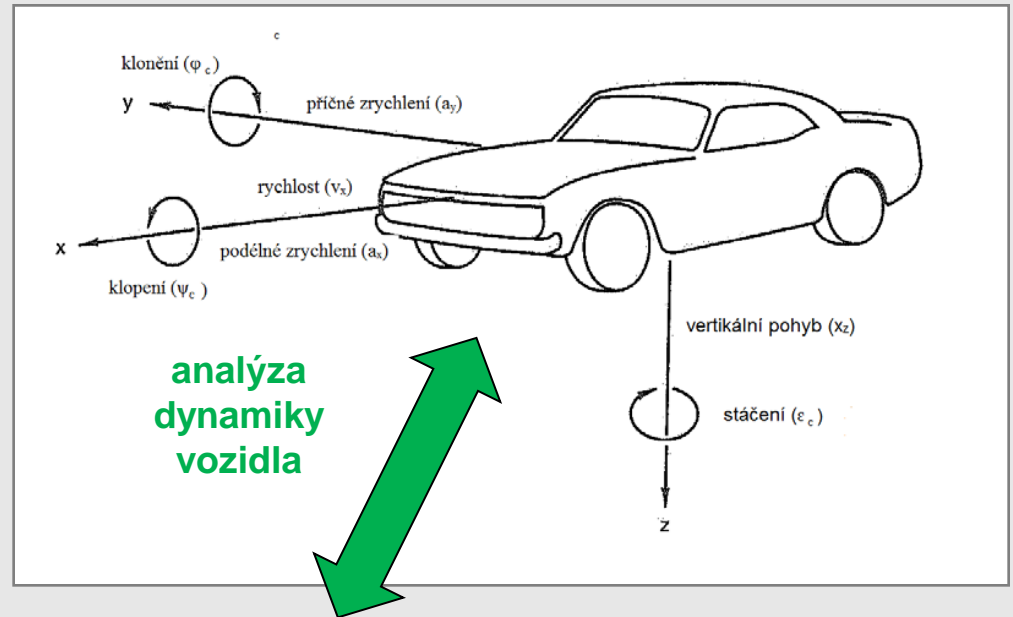 c
klonění (φ c)
y
příčné zrychlení (ay)
rychlost (vx)
x
podélné zrychlení (ax)
klopení (ψc )
vertikální pohyb (xz)
analýza
dynamiky
vozidla
stáčení (ε c)
z